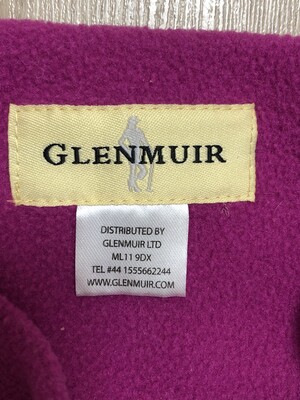 GLENMUIR
DISTRIBUTED BY
GLENMUIR LTD
ML11 9DX
TEL #44 1555662244
WWW.GLENMUIR.COM